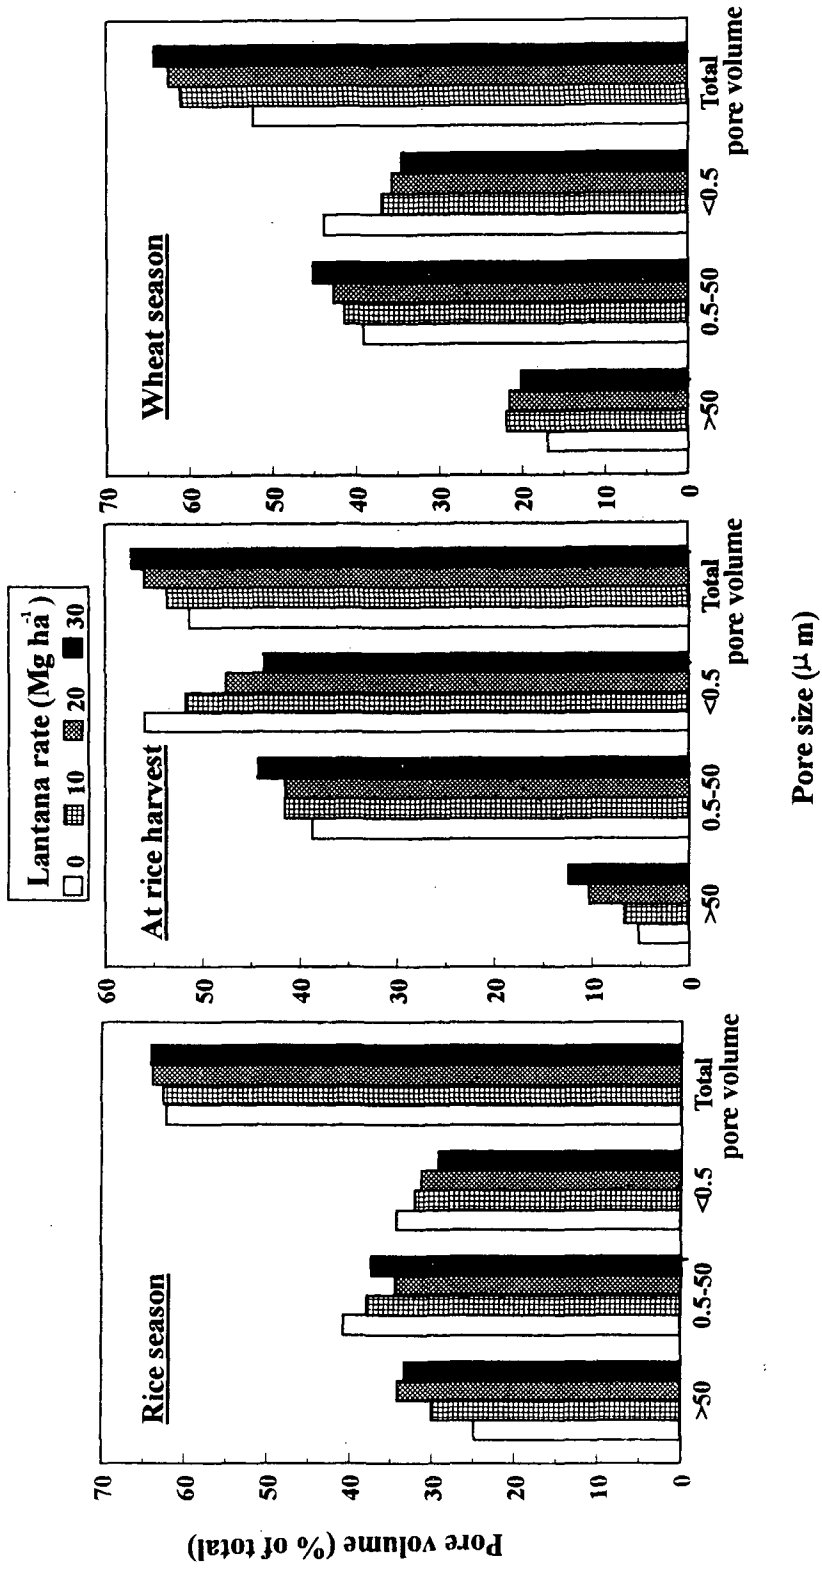 Lantana rate (Mg ha⁻¹)
0 10 20 30
Pore volume (% of total)
Rice season
70
60
50
40
30
20
10
0
>50 0.5-50 <0.5 Total
pore volume
At rice harvest
60
50
40
30
20
10
0
>50 0.5-50 <0.5 Total
pore volume
Wheat season
70
60
50
40
30
20
10
0
>50 0.5-50 <0.5 Total
pore volume
Pore size (μ m)